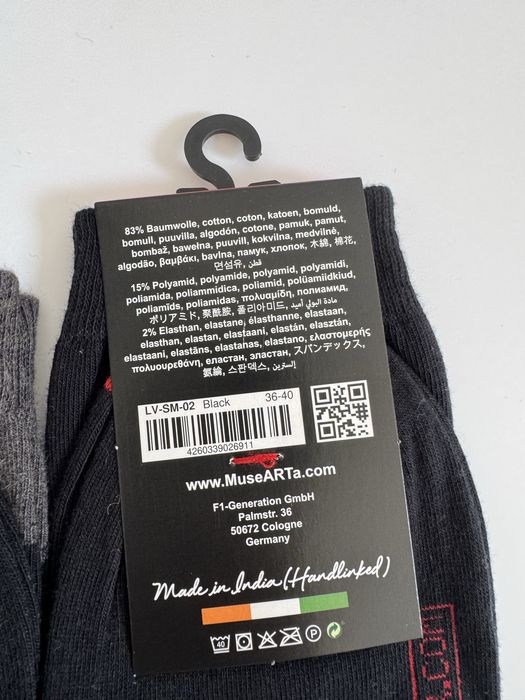 83% Baumwolle, cotton, coton, katoen, bomuld,
bomull, puuvilla, algodón, cotone, pamuk, pamut,
bombaž, bawełna, puuvill, kokvilna, medvilnė,
algodão, βαμβάκι, bavlna, памук, хлопок, 木綿, 棉花,
면섬유, قطن
15% Polyamid, polyamide, polyamid, polyamidi,
poliamida, poliammidica, poliamid, polüamiidkiud,
poliamīds, poliamidas, πολυαμίδη, полиамид,
ポリアミド, 聚酰胺, 폴리아미드, مادة البولي أميد
2% Elasthan, elastane, élasthanne, elastaan,
elasthan, elastan, elastaani, elastán, elasztán,
elastaani, elastāns, elastanas, elastano, ελαστομερής
πολυουρεθάνη, еластан, эластан, スパンデックス,
氨綸, 스판덱스, إلسترين
LV-SM-02 Black 36-40
4260339026911
www.MuseARTa.com
F1-Generation GmbH
Palmstr. 36
50672 Cologne
Germany
Made in India (Handlinked)
40
P
.com